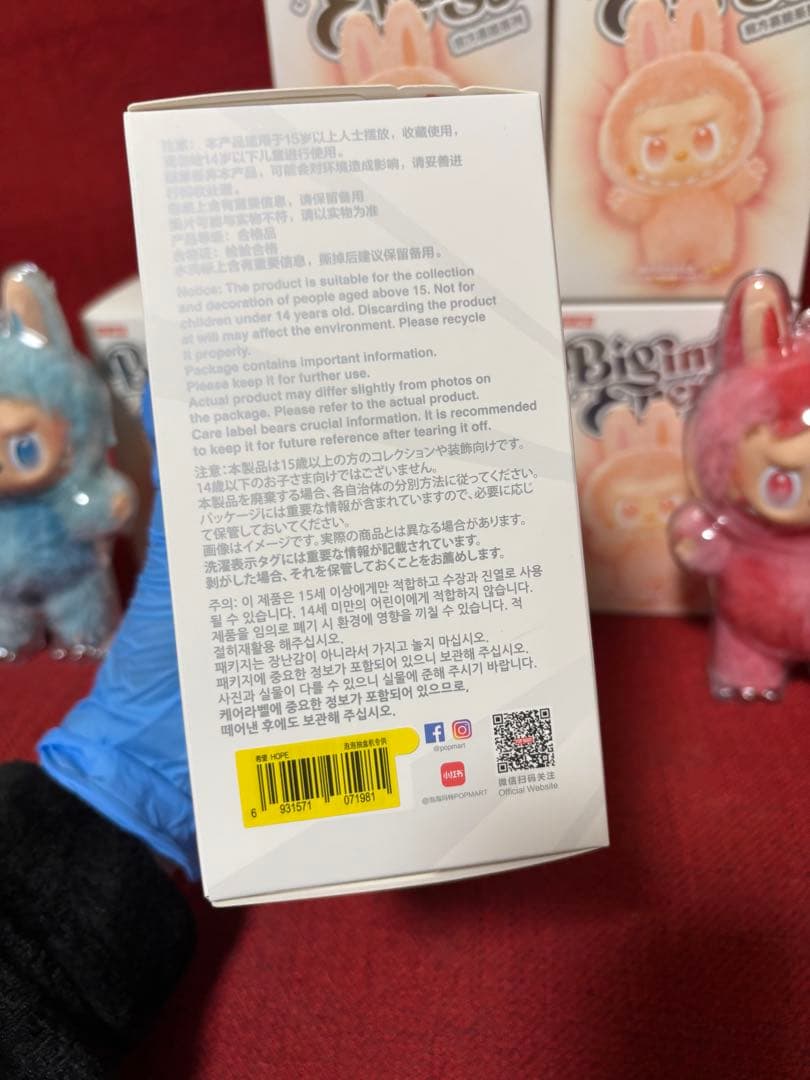 注意：本产品适用于15岁以上人士摆放，收藏使用，
请勿给14岁以下儿童进行使用。
随意丢弃本产品，可能会对环境造成影响，请妥善进
行回收处置。
包装上含有重要信息，请保留备用
图片可能与实物不符，请以实物为准
产品等级：合格品
合格证：检验合格
水洗标上含有重要信息，撕掉后建议保留备用。
Notice: The product is suitable for the collection
and decoration of people aged above 15. Not for
children under 14 years old. Discarding the product
at will may affect the environment. Please recycle
it properly.
Package contains important information.
Please keep it for further use.
Actual product may differ slightly from photos on
the package. Please refer to the actual product.
Care label bears crucial information. It is recommended
to keep it for future reference after tearing it off.
注意：本製品は15歳以上の方のコレクションや装飾向けです。
14歳以下のお子さま向けではございません。
本製品を廃棄する場合、各自治体の分別方法に従ってください。
パッケージには重要な情報が含まれていますので、必要に応じ
て保管しておいてください。
画像はイメージです。実際の商品とは異なる場合があります。
洗濯表示タグには重要な情報が記載されています。
剥がした場合、それを保管しておくことをお薦めします。
주의: 이 제품은 15세 이상에게만 적합하고 수장과 진열로 사용
될 수 있습니다. 14세 미만의 어린이에게 적합하지 않습니다.
제품을 임의로 폐기 시 환경에 영향을 끼칠 수 있습니다. 적
절히재활용 해주십시오.
패키지는 장난감이 아니라서 가지고 놀지 마십시오.
패키지에 중요한 정보가 포함되어 있으니 보관해 주십시오.
사진과 실물이 다를 수 있으니 실물에 준해 주시기 바랍니다.
케어라벨에 중요한 정보가 포함되어 있으므로,
떼어낸 후에도 보관해 주십시오.
希望 HOPE 泡泡抽盒机专供
6 931571 071981
@popmart
小红书
@泡泡玛特POPMART
微信扫码关注
Official Website
Big into